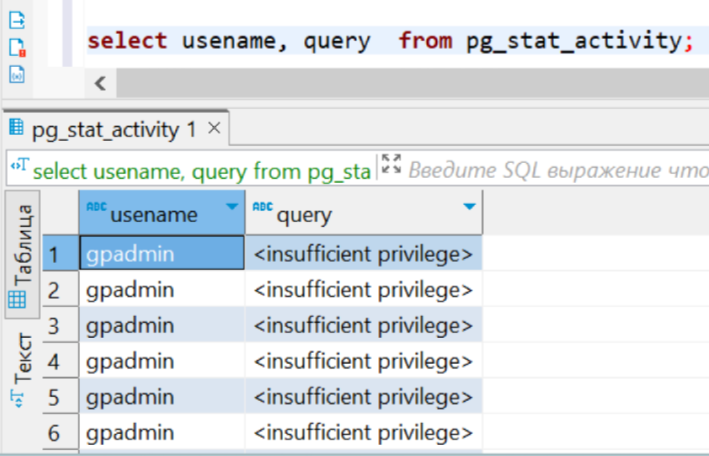 select usename, query  from pg_stat_activity;
pg_stat_activity 1
select usename, query from pg_sta Введите SQL выражение что
Таблица
Текст
ABC usename ABC query
1 gpadmin <insufficient privilege>
2 gpadmin <insufficient privilege>
3 gpadmin <insufficient privilege>
4 gpadmin <insufficient privilege>
5 gpadmin <insufficient privilege>
6 gpadmin <insufficient privilege>